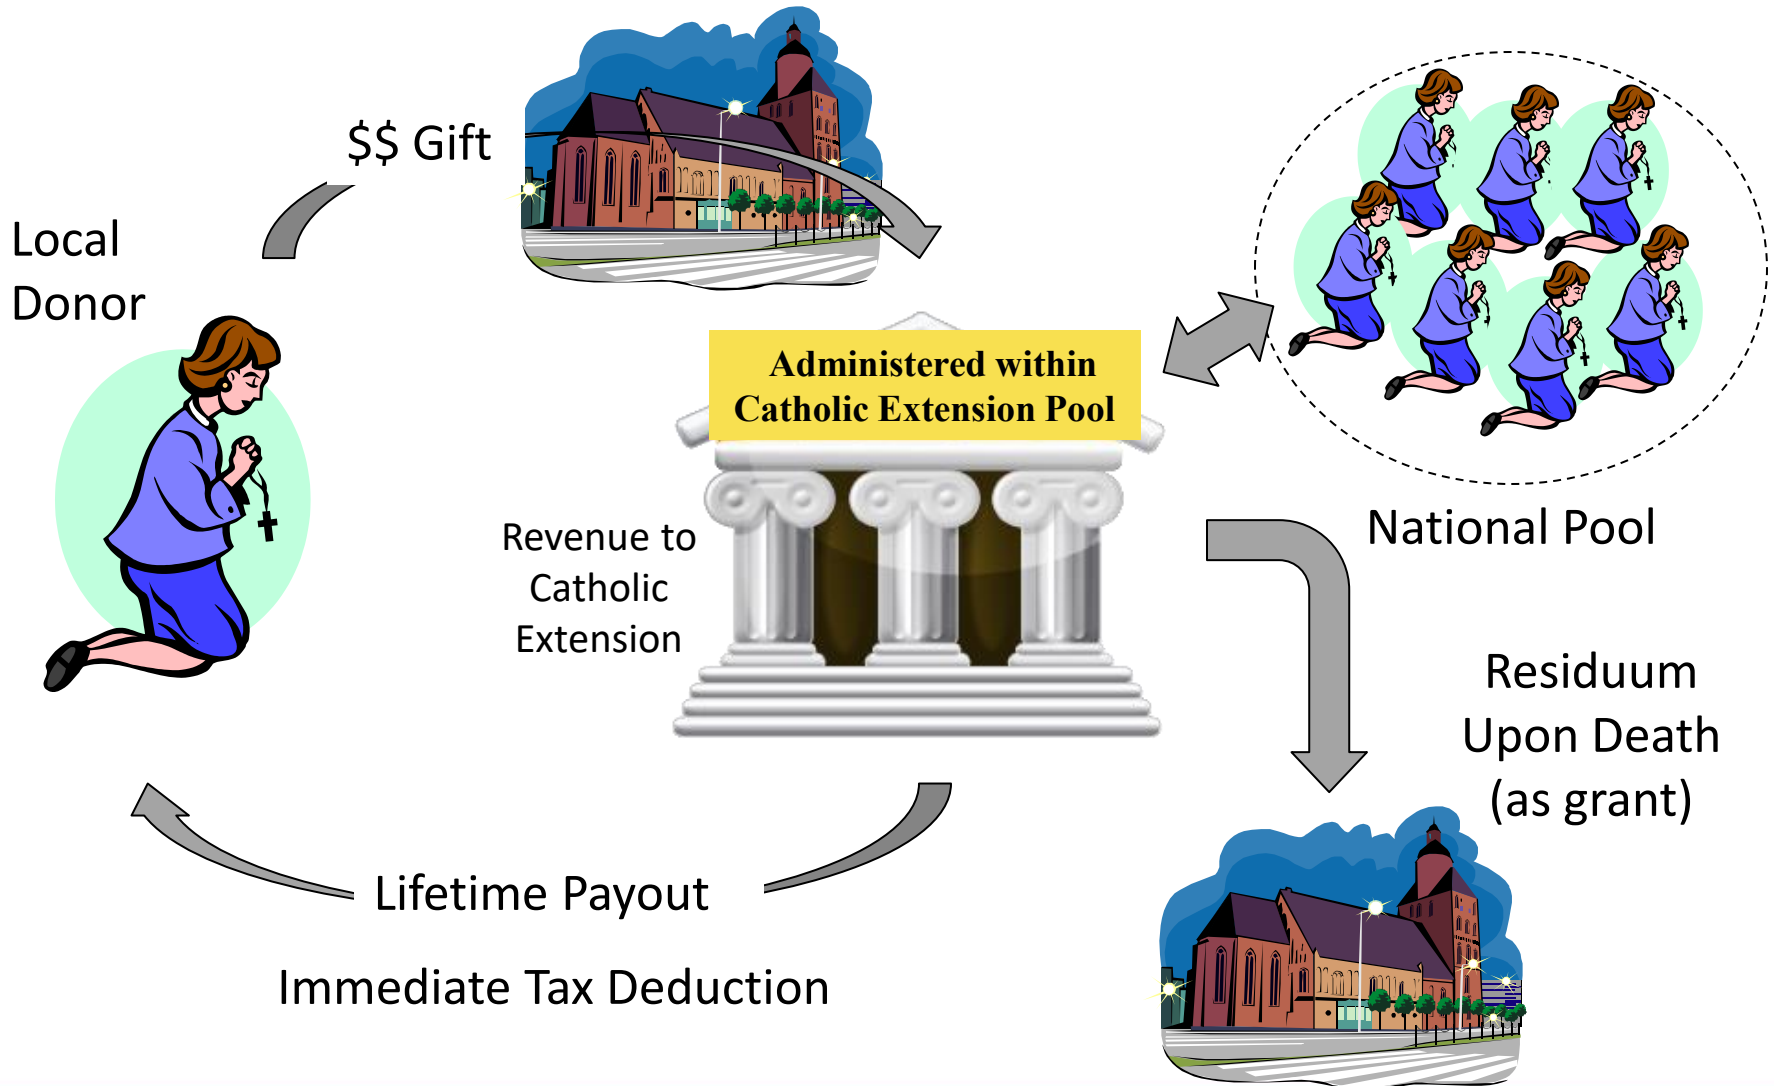 $$ Gift
Local
Donor
Administered within
Catholic Extension Pool
National Pool
Revenue to
Catholic
Extension
Residuum
Upon Death
(as grant)
Lifetime Payout
Immediate Tax Deduction